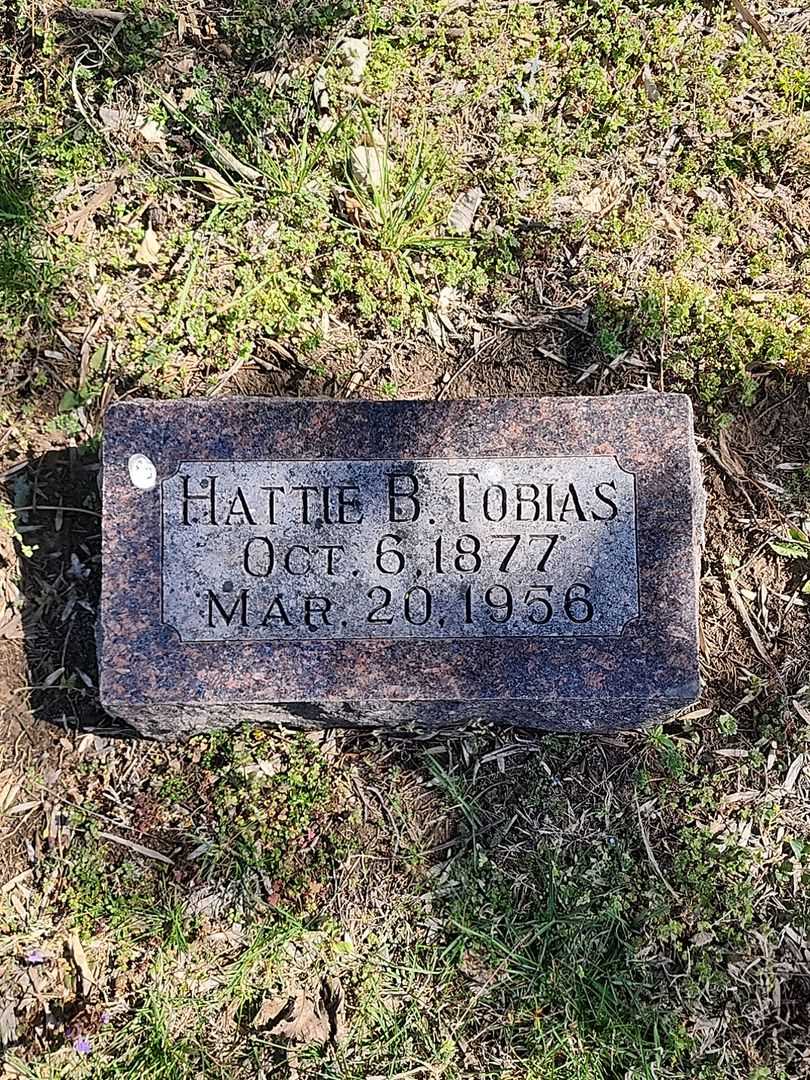 Hattie B. Tobias
Oct. 6, 1877
Mar. 20, 1956